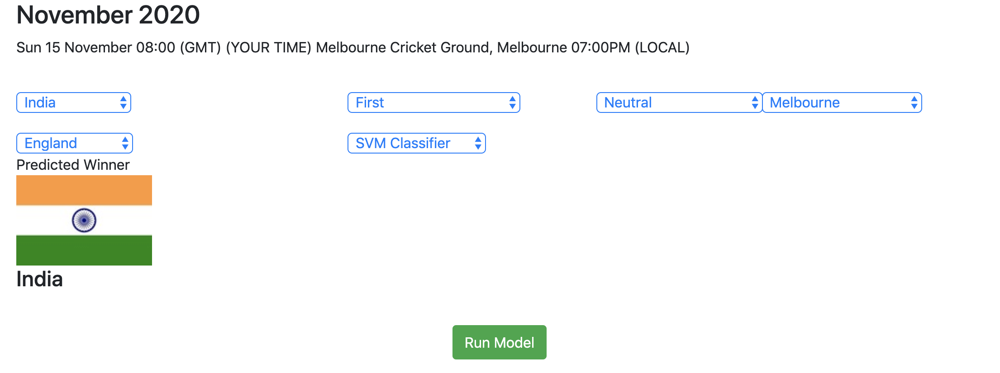 November 2020
Sun 15 November 08:00 (GMT) (YOUR TIME) Melbourne Cricket Ground, Melbourne 07:00PM (LOCAL)
India First Neutral Melbourne
England SVM Classifier
Predicted Winner
India
Run Model